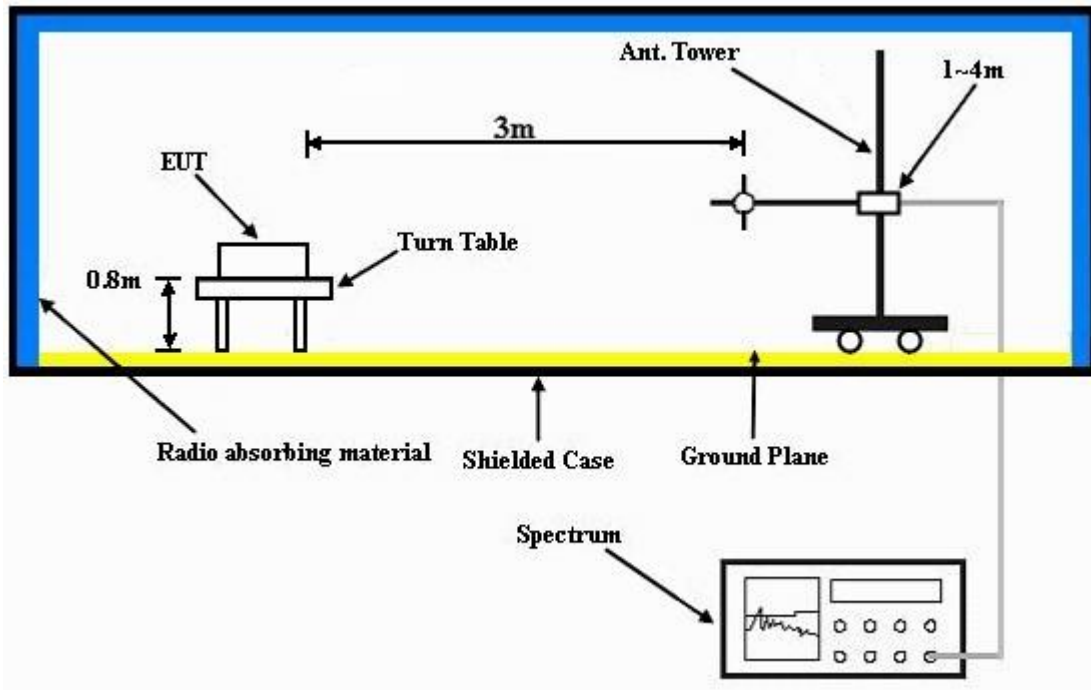 Ant. Tower
1~4m
3m
EUT
Turn Table
0.8m
Radio absorbing material
Shielded Case
Ground Plane
Spectrum